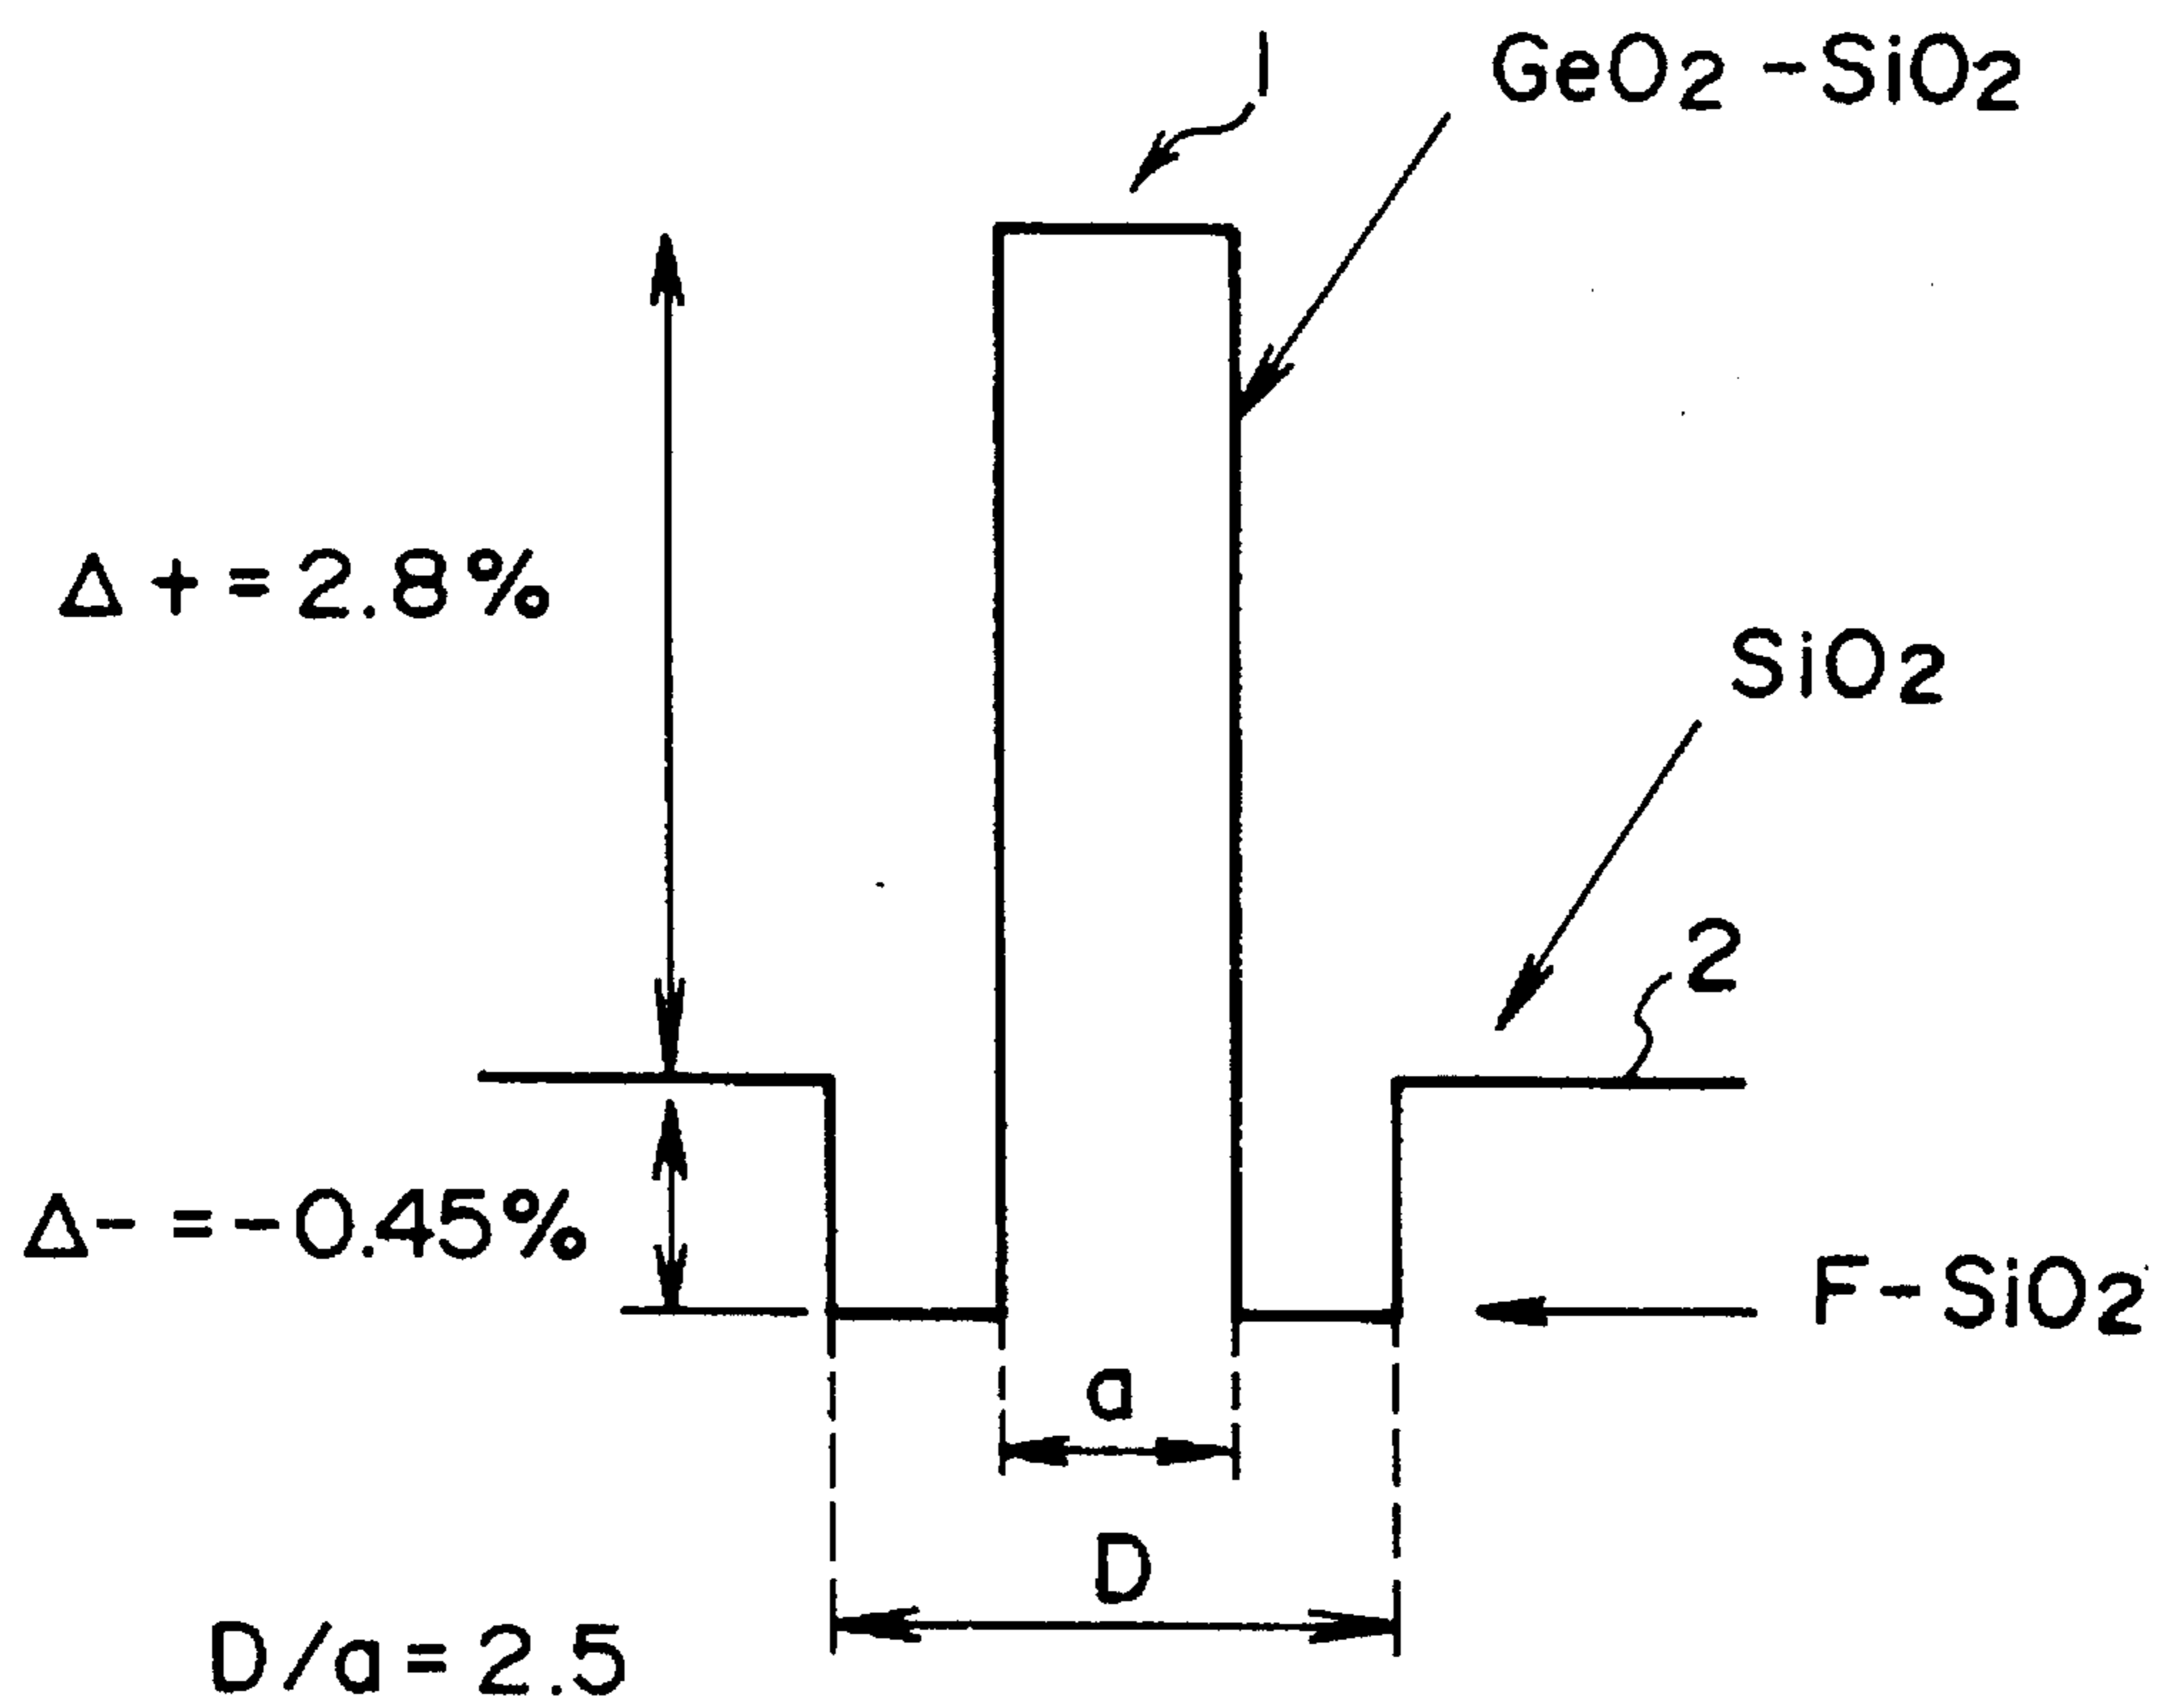 1
GeO2-SiO2
Δ+=2.8%
SiO2
2
Δ-=-0.45%
F-SiO2
a
D
D/a=2.5